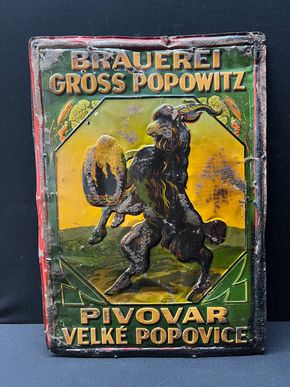 BRAUEREI
GROSS POPOWITZ
PIVOVAR
VELKÉ POPOVICE